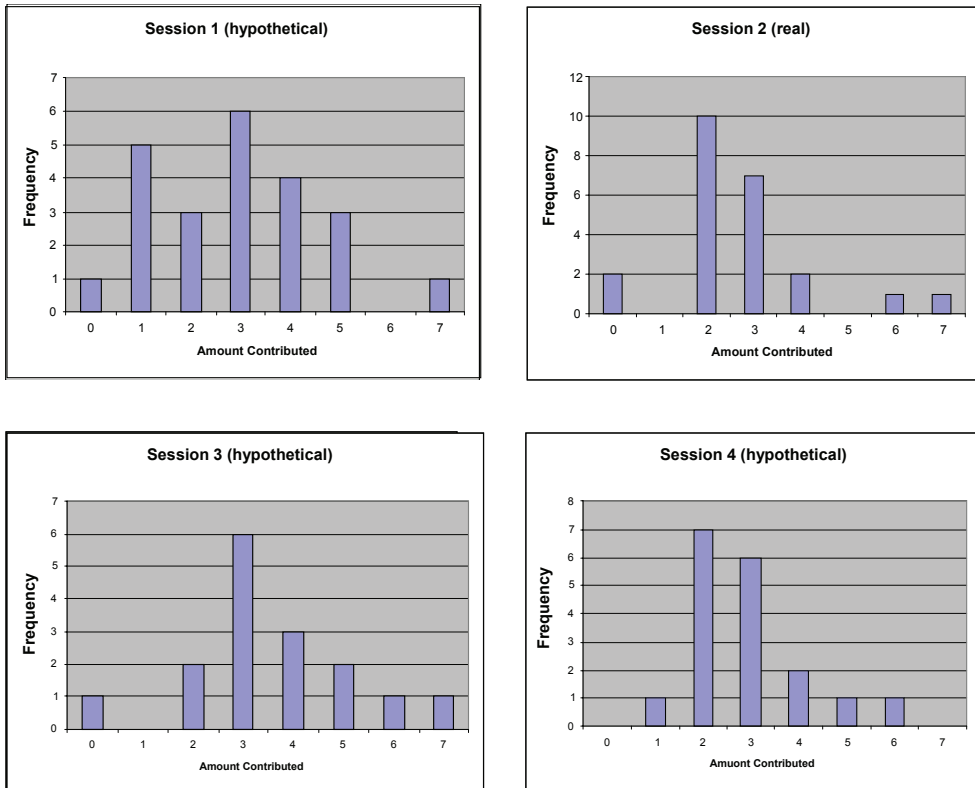 Session 1 (hypothetical)
7
6
5
4
3
2
1
0
Frequency
0 1 2 3 4 5 6 7
Amount Contributed
Session 2 (real)
12
10
8
6
4
2
0
Frequency
0 1 2 3 4 5 6 7
Amount Contributed
Session 3 (hypothetical)
7
6
5
4
3
2
1
0
Frequency
0 1 2 3 4 5 6 7
Amount Contributed
Session 4 (hypothetical)
8
7
6
5
4
3
2
1
0
Frequency
0 1 2 3 4 5 6 7
Amount Contributed